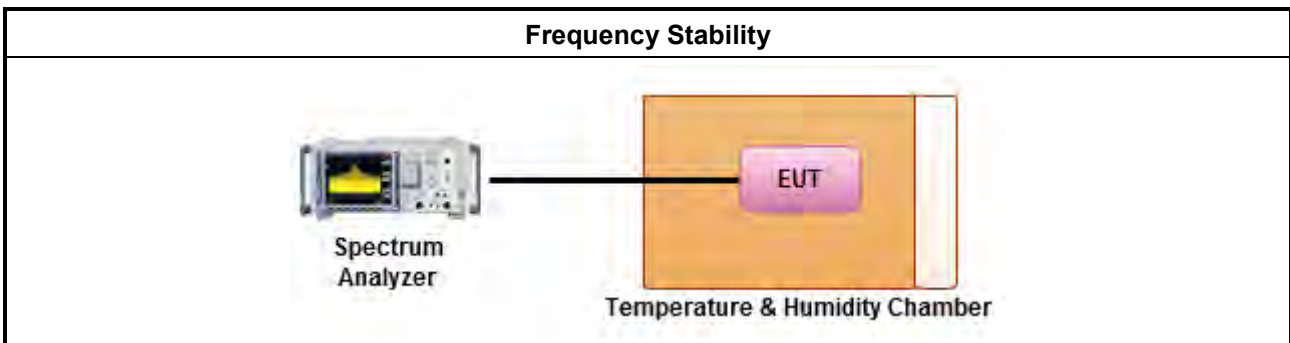 Frequency Stability
EUT
Spectrum
Analyzer
Temperature & Humidity Chamber